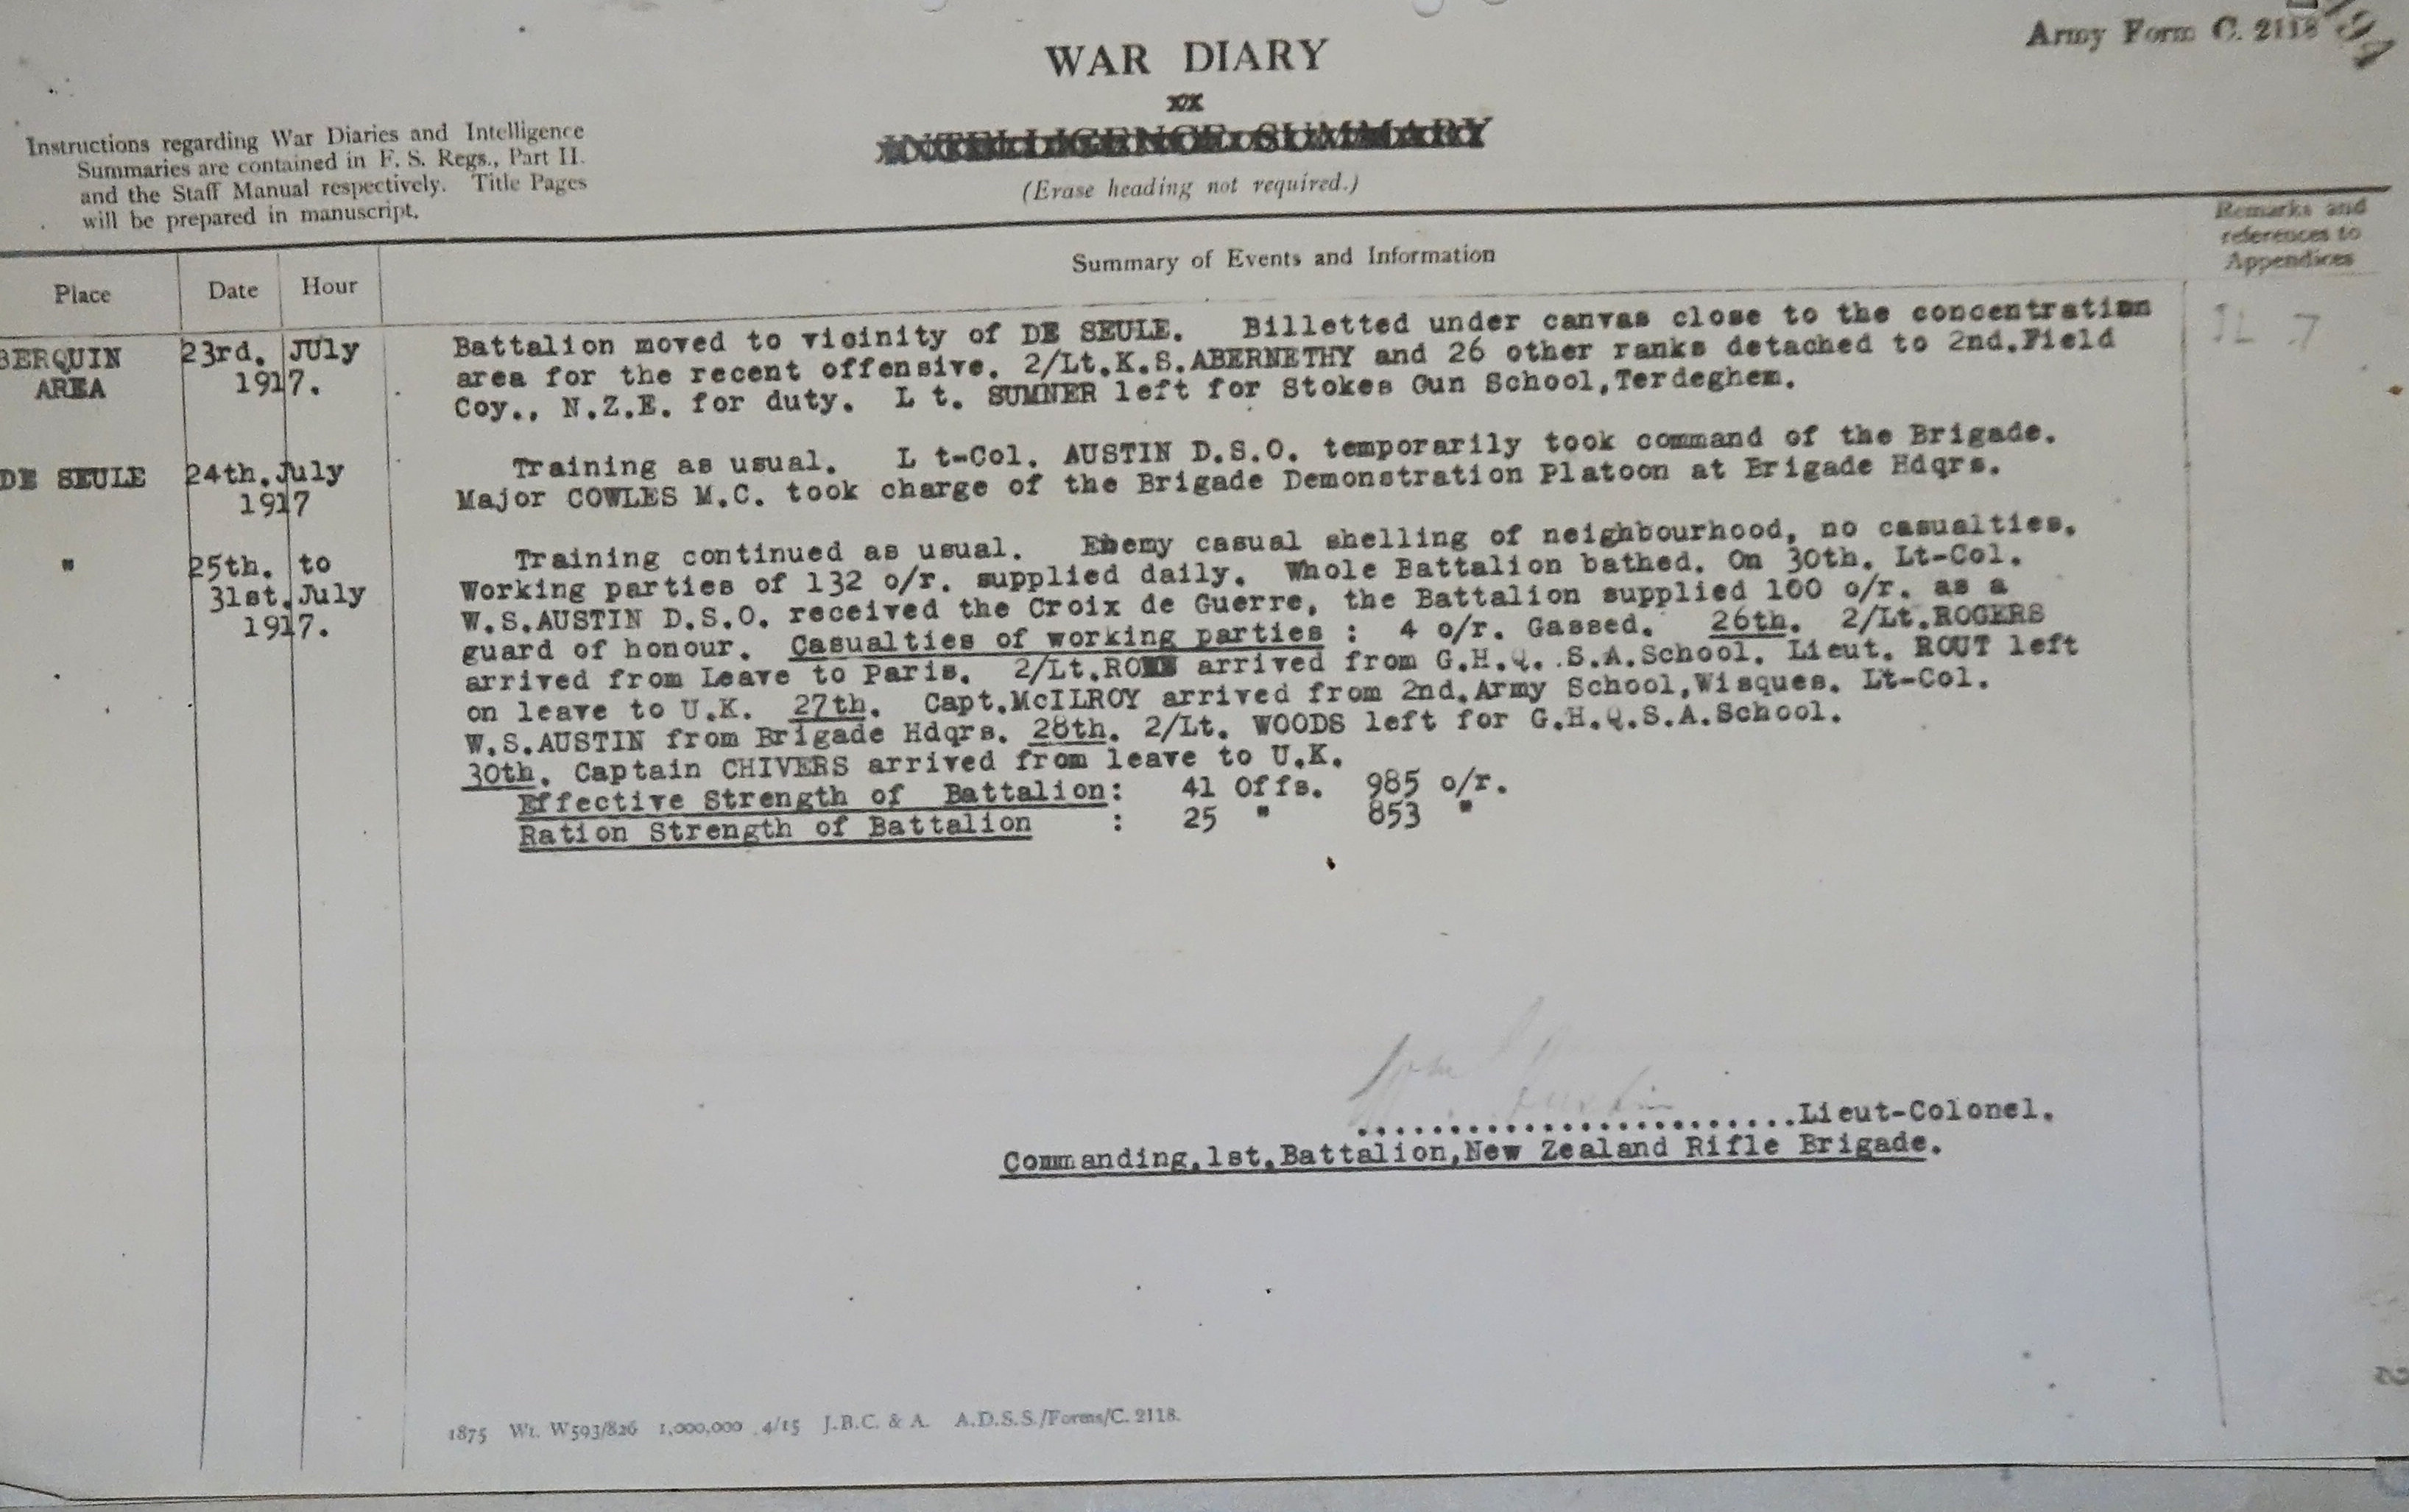 Army Form C. 2118
WAR DIARY
INTELLIGENCE SUMMARY
(Erase heading not required.)
Instructions regarding War Diaries and Intelligence
Summaries are contained in F. S. Regs., Part II.
and the Staff Manual respectively. Title Pages
will be prepared in manuscript.
Place Date Hour Summary of Events and Information Remarks and
references to
Appendices
BERQUIN 23rd. JUly Battalion moved to vicinity of DE SEULE. Billetted under canvas close to the concentration
AREA 1917. area for the recent offensive. 2/Lt.K.S.ABERNETHY and 26 other ranks detached to 2nd.Field
Coy., N.Z.E. for duty. L t. SUMNER left for Stokes Gun School,Terdeghem.
DE SEULE 24th.July Training as usual. L t-Col. AUSTIN D.S.O. temporarily took command of the Brigade.
1917 Major COWLES M.C. took charge of the Brigade Demonstration Platoon at Brigade Hdqrs.
" 25th. to Training continued as usual. Enemy casual shelling of neighbourhood, no casualties.
31st.July Working parties of 132 o/r. supplied daily. Whole Battalion bathed. On 30th. Lt-Col.
1917. W.S.AUSTIN D.S.O. received the Croix de Guerre, the Battalion supplied 100 o/r. as a
guard of honour. Casualties of working parties : 4 o/r. Gassed. 26th. 2/Lt.ROGERS
arrived from Leave to Paris. 2/Lt. arrived from G.H.Q. .S.A.School. Lieut. ROUT left
on leave to U.K. 27th. Capt.McILROY arrived from 2nd.Army School,Wisques. Lt-Col.
W.S.AUSTIN from Brigade Hdqrs. 28th. 2/Lt. WOODS left for G.H.Q.S.A.School.
30th. Captain CHIVERS arrived from leave to U.K.
Effective Strength of Battalion: 41 Offs. 985 o/r.
Ration Strength of Battalion : 25 " 853 "
........................Lieut-Colonel.
Commanding,1st,Battalion,New Zealand Rifle Brigade.
1875 Wt. W593/826 1,000,000 4/15 J.B.C. & A. A.D.S.S./Forms/C. 2118.